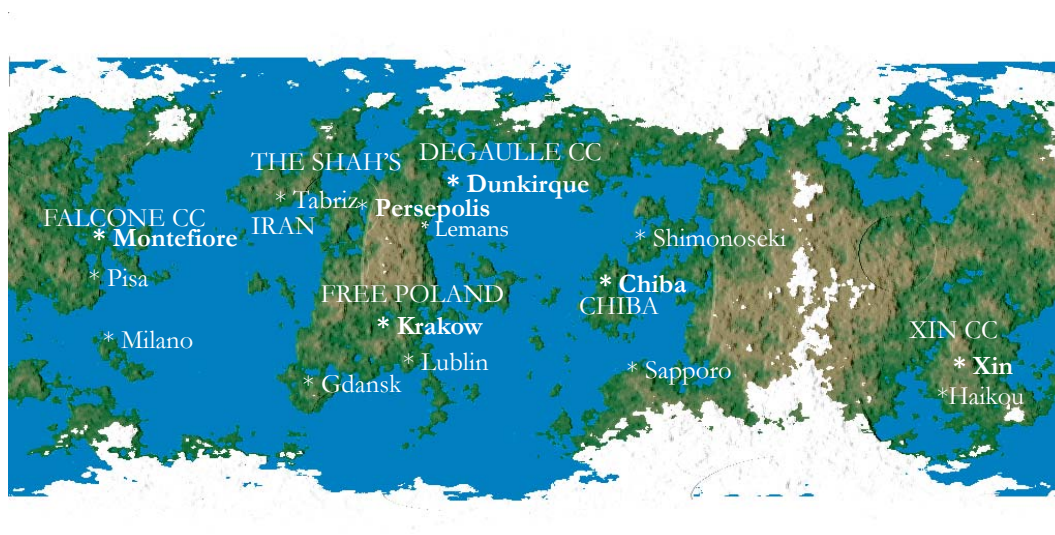 THE SHAH'S
DEGAULLE CC
* Dunkirque
* Tabriz
* Persepolis
FALCONE CC
IRAN
* Lemans
* Montefiore
* Shimonoseki
* Pisa
* Chiba
FREE POLAND
CHIBA
* Krakow
XIN CC
* Milano
* Lublin
* Xin
* Sapporo
* Gdansk
*Haikou